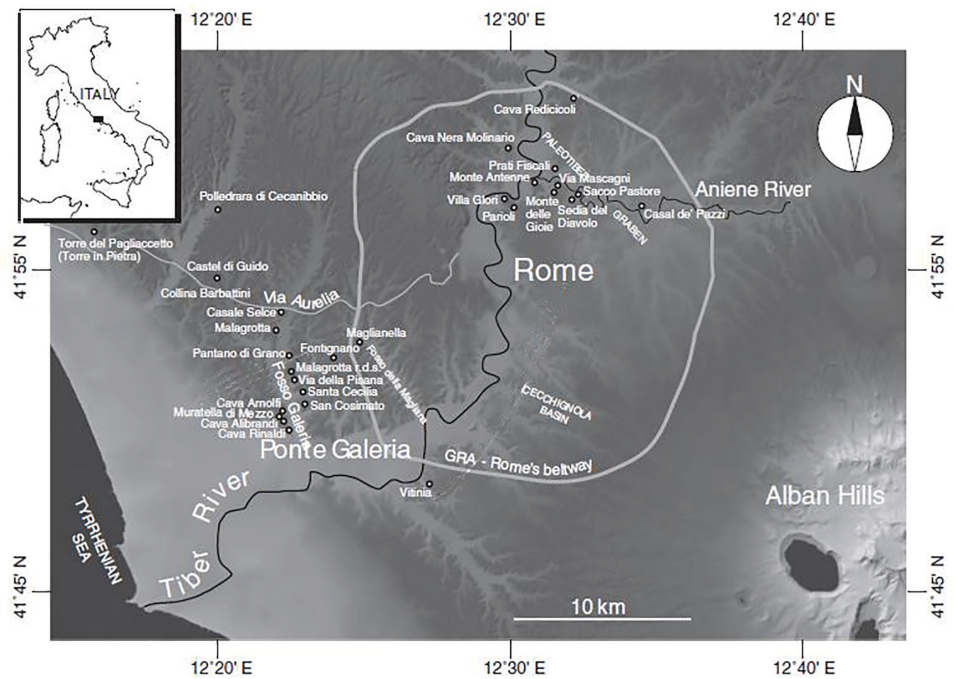 12°20' E
12°30' E
12°40' E
ITALY
N
Cava Redicicoli
Cava Nera Molinario
PALEOTIBER
Prati Fiscali
Monte Antenne
Via Mascagni
Sacco Pastore
Aniene River
Polledrara di Cecanibbio
Villa Glori
Parioli
Monte
delle
Gioie
Sedia del
Diavolo
GRABEN
Casal de' Pazzi
Torre del Pagliaccetto
(Torre in Pietra)
41°55' N
41°55' N
Castel di Guido
Rome
Collina Barbattini
Via Aurelia
Casale Selce
Malagrotta
Maglianella
Fontignano
Pantano di Grano
Malagrotta r.d.s.
Via della Pisana
Fosso della Magliana
Santa Cecilia
Fosso Galeria
San Cosimato
Cava Arnolfi
Muratella di Mezzo
Cava Alibrandi
Cava Rinaldi
CECCHIGNOLA
BASIN
Ponte Galeria
GRA - Rome's beltway
Vitinia
Alban Hills
Tiber River
TYRRHENIAN
SEA
41°45' N
41°45' N
10 km
12°20' E
12°30' E
12°40' E